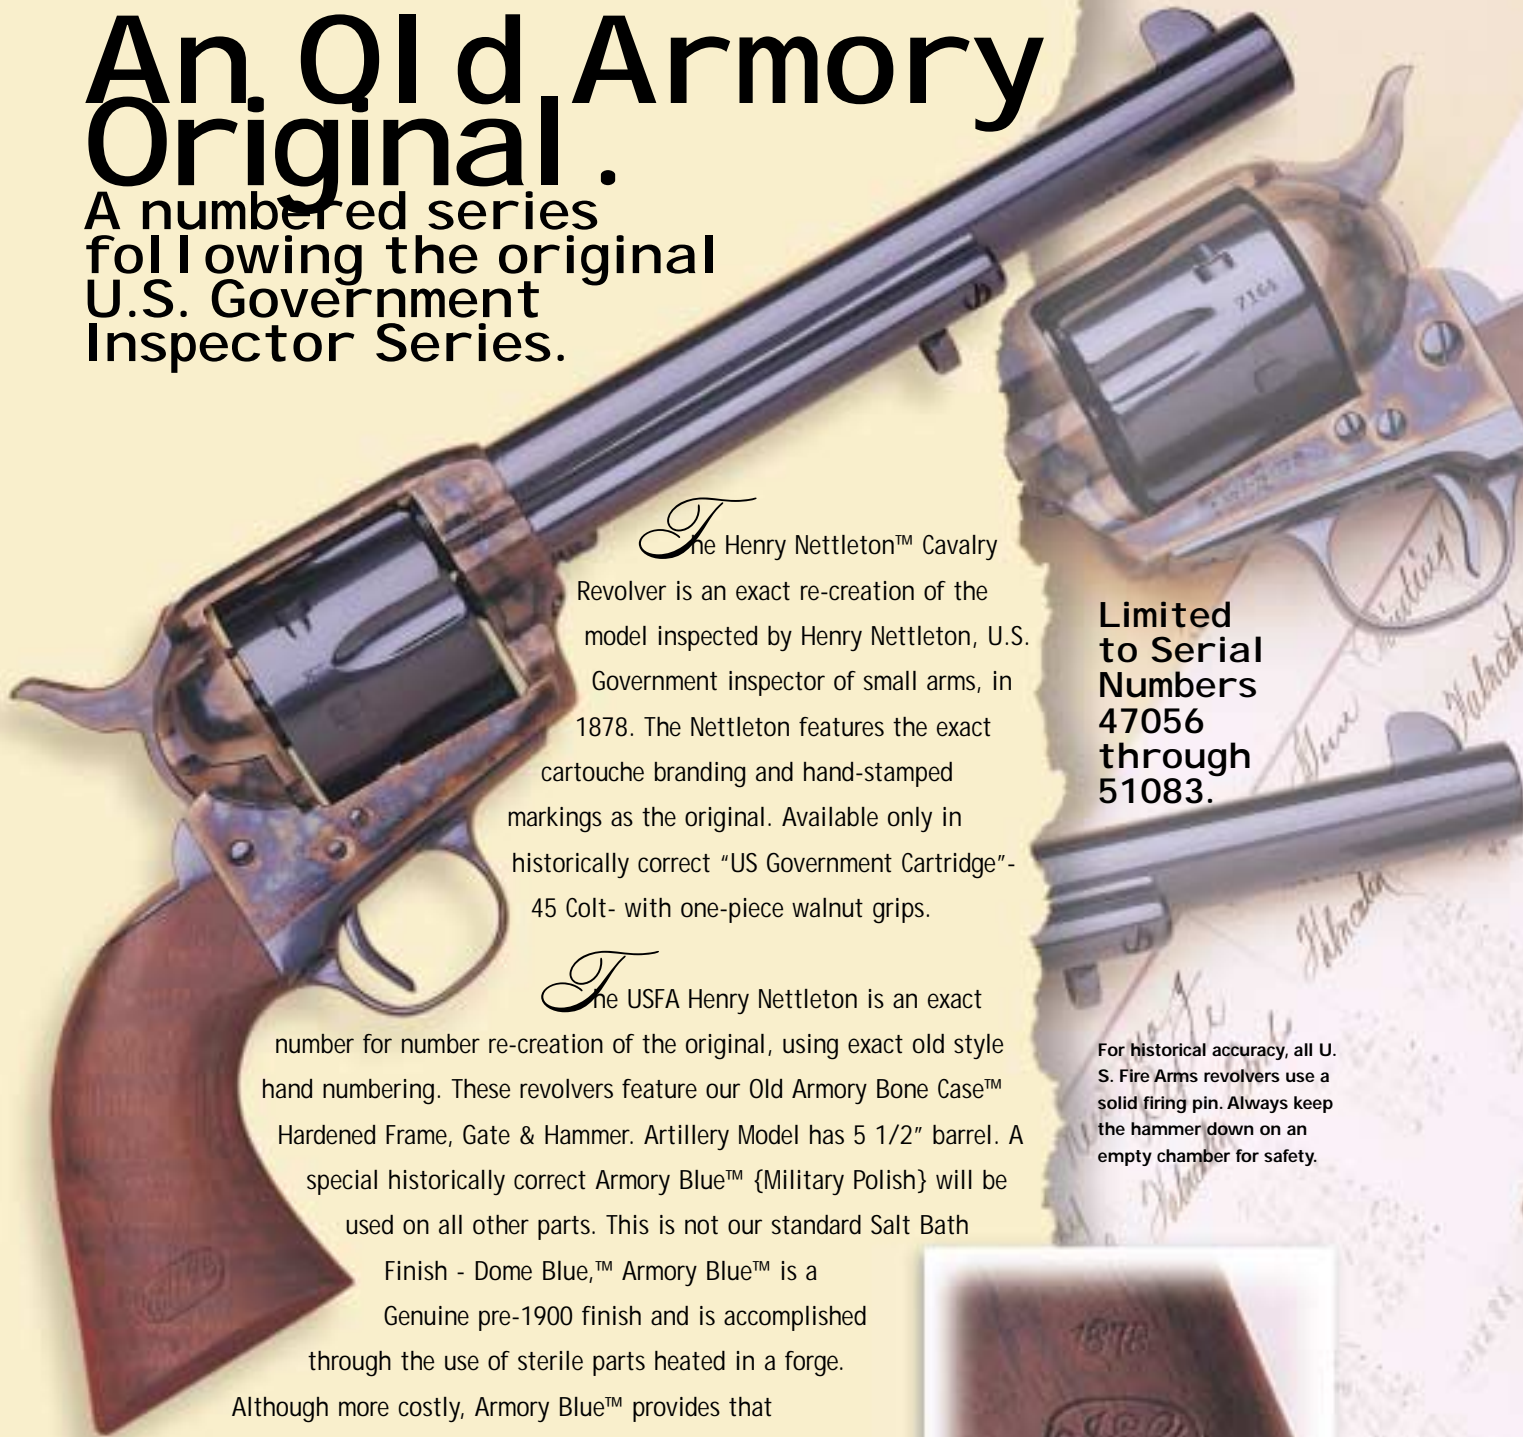 An Old Armory
Original.
A numbered series
following the original
U.S. Government
Inspector Series.
The Henry Nettleton™ Cavalry
Revolver is an exact re-creation of the
model inspected by Henry Nettleton, U.S.
Government inspector of small arms, in
1878. The Nettleton features the exact
cartouche branding and hand-stamped
markings as the original. Available only in
historically correct “US Government Cartridge”-
45 Colt- with one-piece walnut grips.
The USFA Henry Nettleton is an exact
number for number re-creation of the original, using exact old style
hand numbering. These revolvers feature our Old Armory Bone Case™
Hardened Frame, Gate & Hammer. Artillery Model has 5 1/2” barrel. A
special historically correct Armory Blue™ {Military Polish} will be
used on all other parts. This is not our standard Salt Bath
Finish - Dome Blue,™ Armory Blue™ is a
Genuine pre-1900 finish and is accomplished
through the use of sterile parts heated in a forge.
Although more costly, Armory Blue™ provides that
Limited
to Serial
Numbers
47056
through
51083.
For historical accuracy, all U.
S. Fire Arms revolvers use a
solid firing pin. Always keep
the hammer down on an
empty chamber for safety.
1878